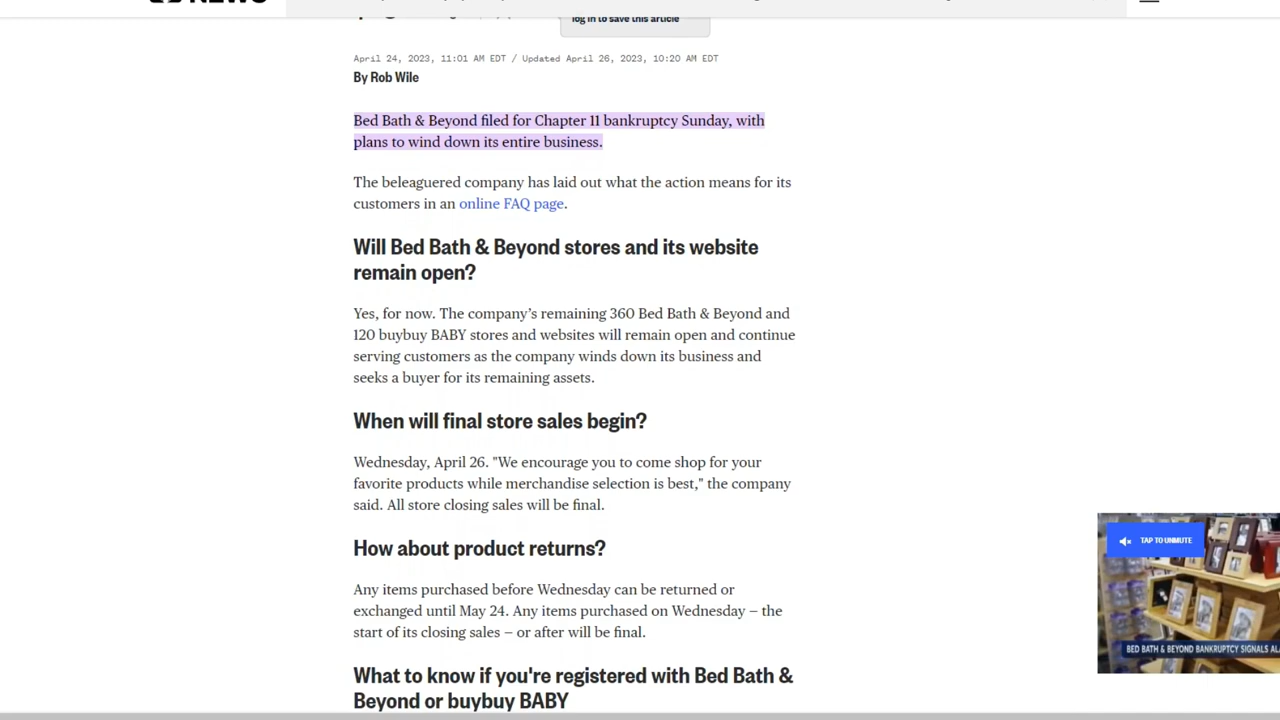 NEWS
log in to save this article
April 24, 2023, 11:01 AM EDT / Updated April 26, 2023, 10:20 AM EDT
By Rob Wile
Bed Bath & Beyond filed for Chapter 11 bankruptcy Sunday, with
plans to wind down its entire business.
The beleaguered company has laid out what the action means for its
customers in an online FAQ page.
Will Bed Bath & Beyond stores and its website
remain open?
Yes, for now. The company’s remaining 360 Bed Bath & Beyond and
120 buybuy BABY stores and websites will remain open and continue
serving customers as the company winds down its business and
seeks a buyer for its remaining assets.
When will final store sales begin?
Wednesday, April 26. "We encourage you to come shop for your
favorite products while merchandise selection is best," the company
said. All store closing sales will be final.
How about product returns?
Any items purchased before Wednesday can be returned or
exchanged until May 24. Any items purchased on Wednesday — the
start of its closing sales — or after will be final.
TAP TO UNMUTE
BED BATH & BEYOND BANKRUPTCY SIGNALS
What to know if you're registered with Bed Bath &
Beyond or buybuy BABY